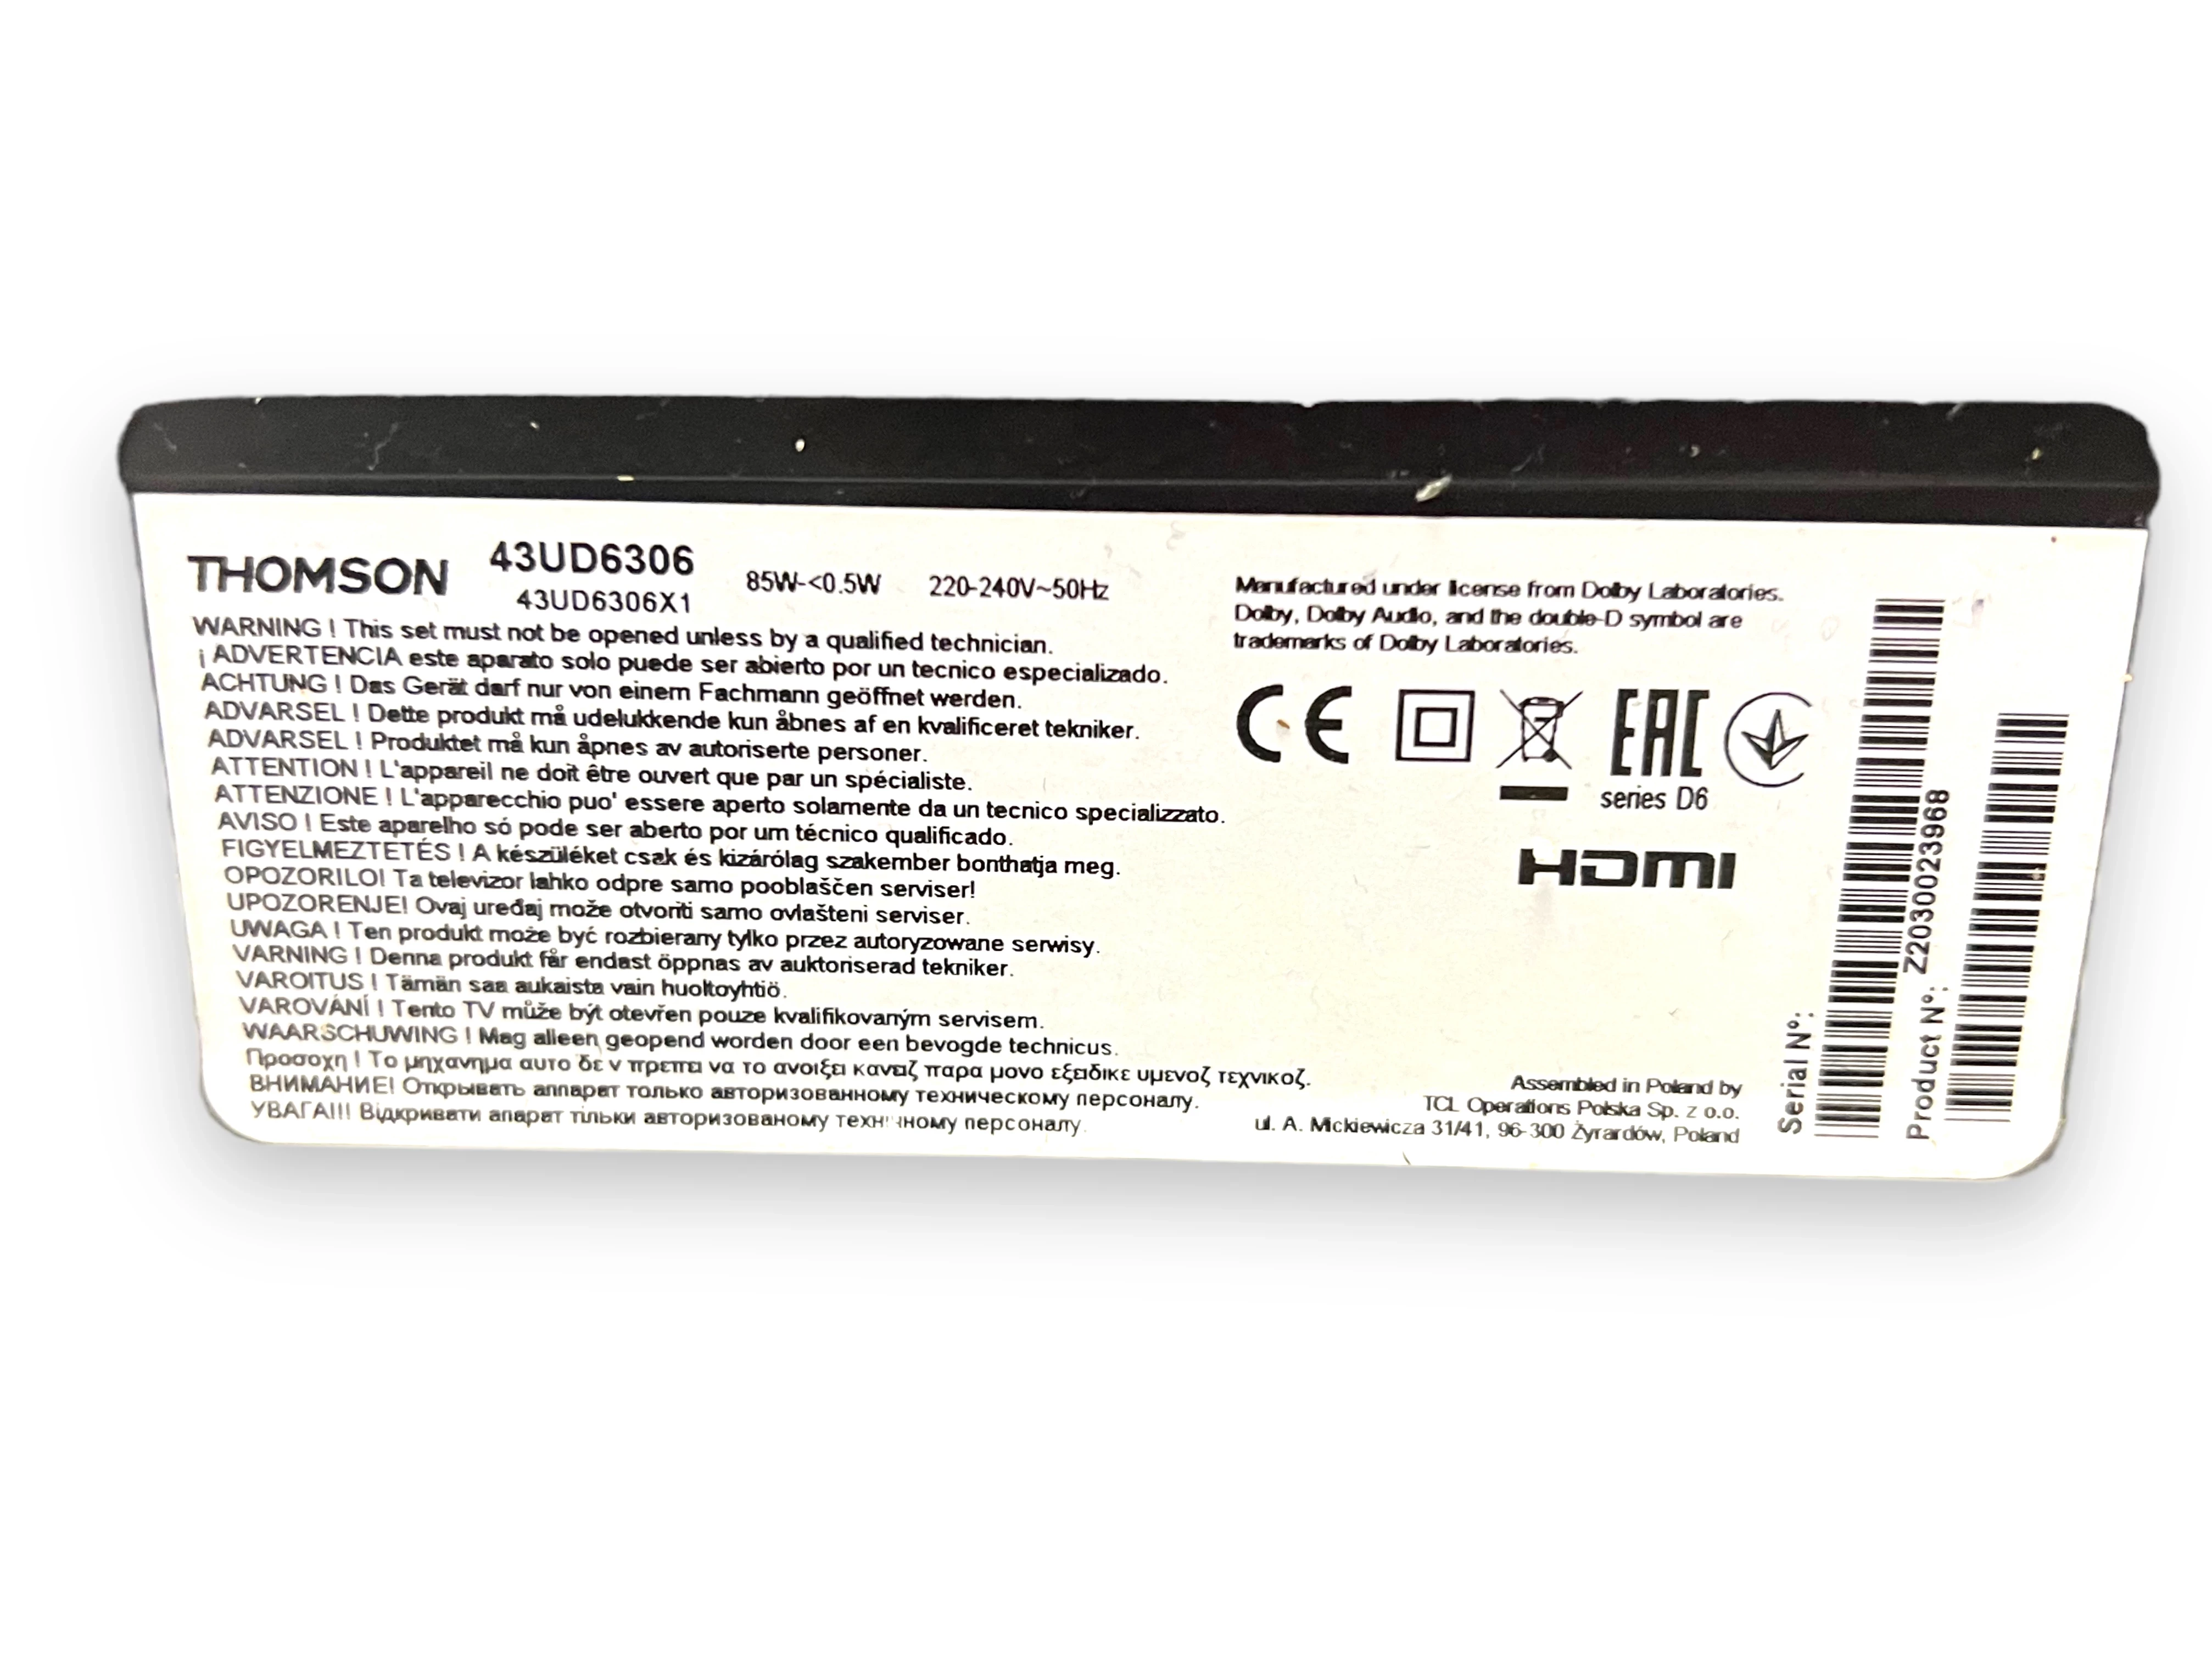 THOMSON 43UD6306 85W-<0.5W 220-240V~50Hz
43UD6306X1
WARNING ! This set must not be opened unless by a qualified technician.
¡ ADVERTENCIA este aparato solo puede ser abierto por un tecnico especializado.
ACHTUNG ! Das Gerät darf nur von einem Fachmann geöffnet werden.
ADVARSEL ! Dette produkt må udelukkende kun åbnes af en kvalificeret tekniker.
ADVARSEL ! Produktet må kun åpnes av autoriserte personer.
ATTENTION ! L'appareil ne doit être ouvert que par un spécialiste.
ATTENZIONE ! L'apparecchio puo' essere aperto solamente da un tecnico specializzato.
AVISO ! Este aparelho só pode ser aberto por um técnico qualificado.
FIGYELMEZTETÉS ! A készüléket csak és kizárólag szakember bonthatja meg.
OPOZORILO! Ta televizor lahko odpre samo pooblaščen serviser!
UPOZORENJE! Ovaj uređaj može otvoriti samo ovlašteni serviser.
UWAGA ! Ten produkt może być rozbierany tylko przez autoryzowane serwisy.
VARNING ! Denna produkt får endast öppnas av auktoriserad tekniker.
VAROITUS ! Tämän saa aukaista vain huoltoyhtiö.
VAROVÁNÍ ! Tento TV může být otevřen pouze kvalifikovaným servisem.
WAARSCHUWING ! Mag alleen geopend worden door een bevogde technicus.
Προσοχη ! Το μηχανημα αυτο δε ν πρεπει να το ανοιξει κανειζ παρα μονο εξειδικε υμενοζ τεχνικοζ.
ВНИМАНИЕ! Открывать аппарат только авторизованному техническому персоналу.
УВАГА!!! Відкривати апарат тільки авторизованому персоналу.
Manufactured under license from Dolby Laboratories.
Dolby, Dolby Audio, and the double-D symbol are
trademarks of Dolby Laboratories.
CE EAC
series D6
HDMI
Assembled in Poland by
TCL Operations Polska Sp. z o.o.
ul. A. Mickiewicza 31/41, 96-300 Żyrardów, Poland
Serial Nº:
Product Nº: Z20300023968